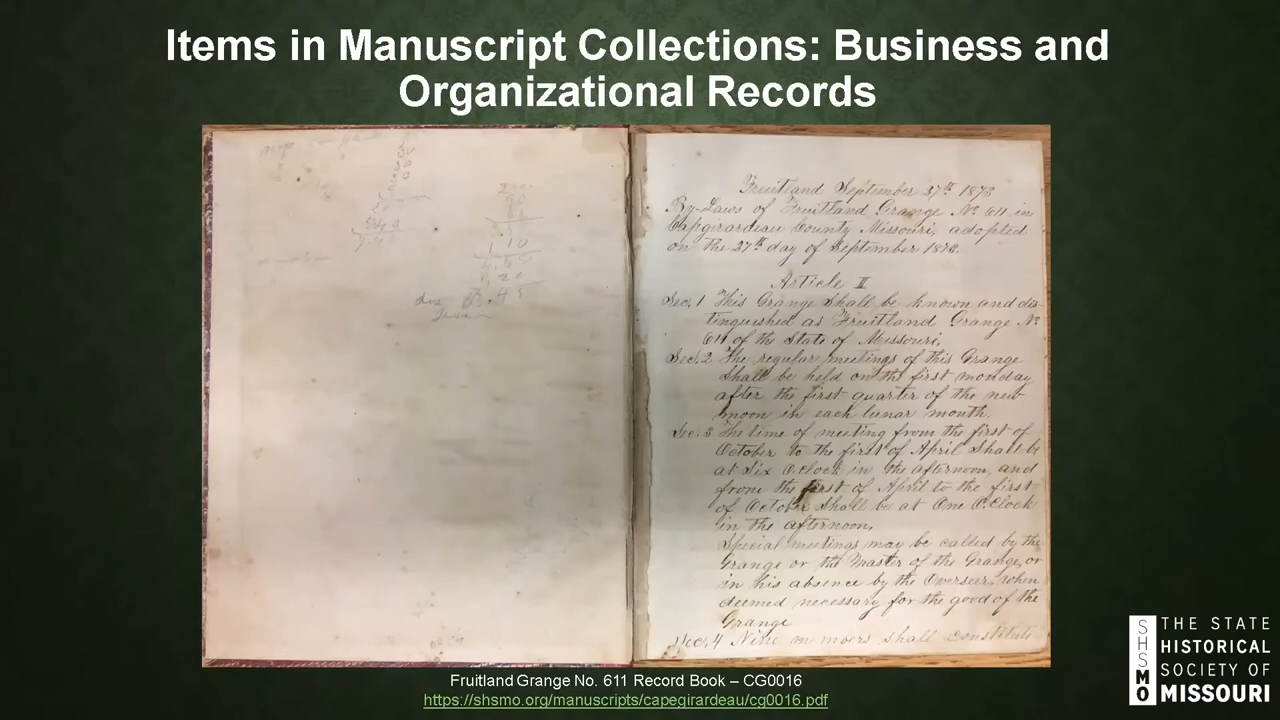 Items in Manuscript Collections: Business and
Organizational Records
20
1 10
1.20
Fruitland September 27th 1873
By-Laws of Fruitland Grange No 611 in
Capgirardeau County Missouri, adopted
on the 27th day of September 1873.
Article II
Sec. 1 This Grange shall be known and dis-
tinguished as Fruitland Grange No
611 of the State of Missouri.
Sec. 2 The regular meetings of this Grange
shall be held on the first monday
after the first quarter of the new
moon in each lunar month.
Sec. 3 The time of meeting from the first of
October to the first of April shall be
at Six O.Clock in the afternoon, and
from the first of April to the first
of October shall be at One O.Clock
in the afternoon.
Special meetings may be called by the
Grange or the Master of the Grange, or
in his absence by the Overseer, when
deemed necessary for the good of the
Grange
Sec. 4 Nine members shall constitute
Fruitland Grange No. 611 Record Book – CG0016
https://shsmo.org/manuscripts/capegirardeau/cg0016.pdf
SHSMO
THE STATE
HISTORICAL
SOCIETY OF
MISSOURI